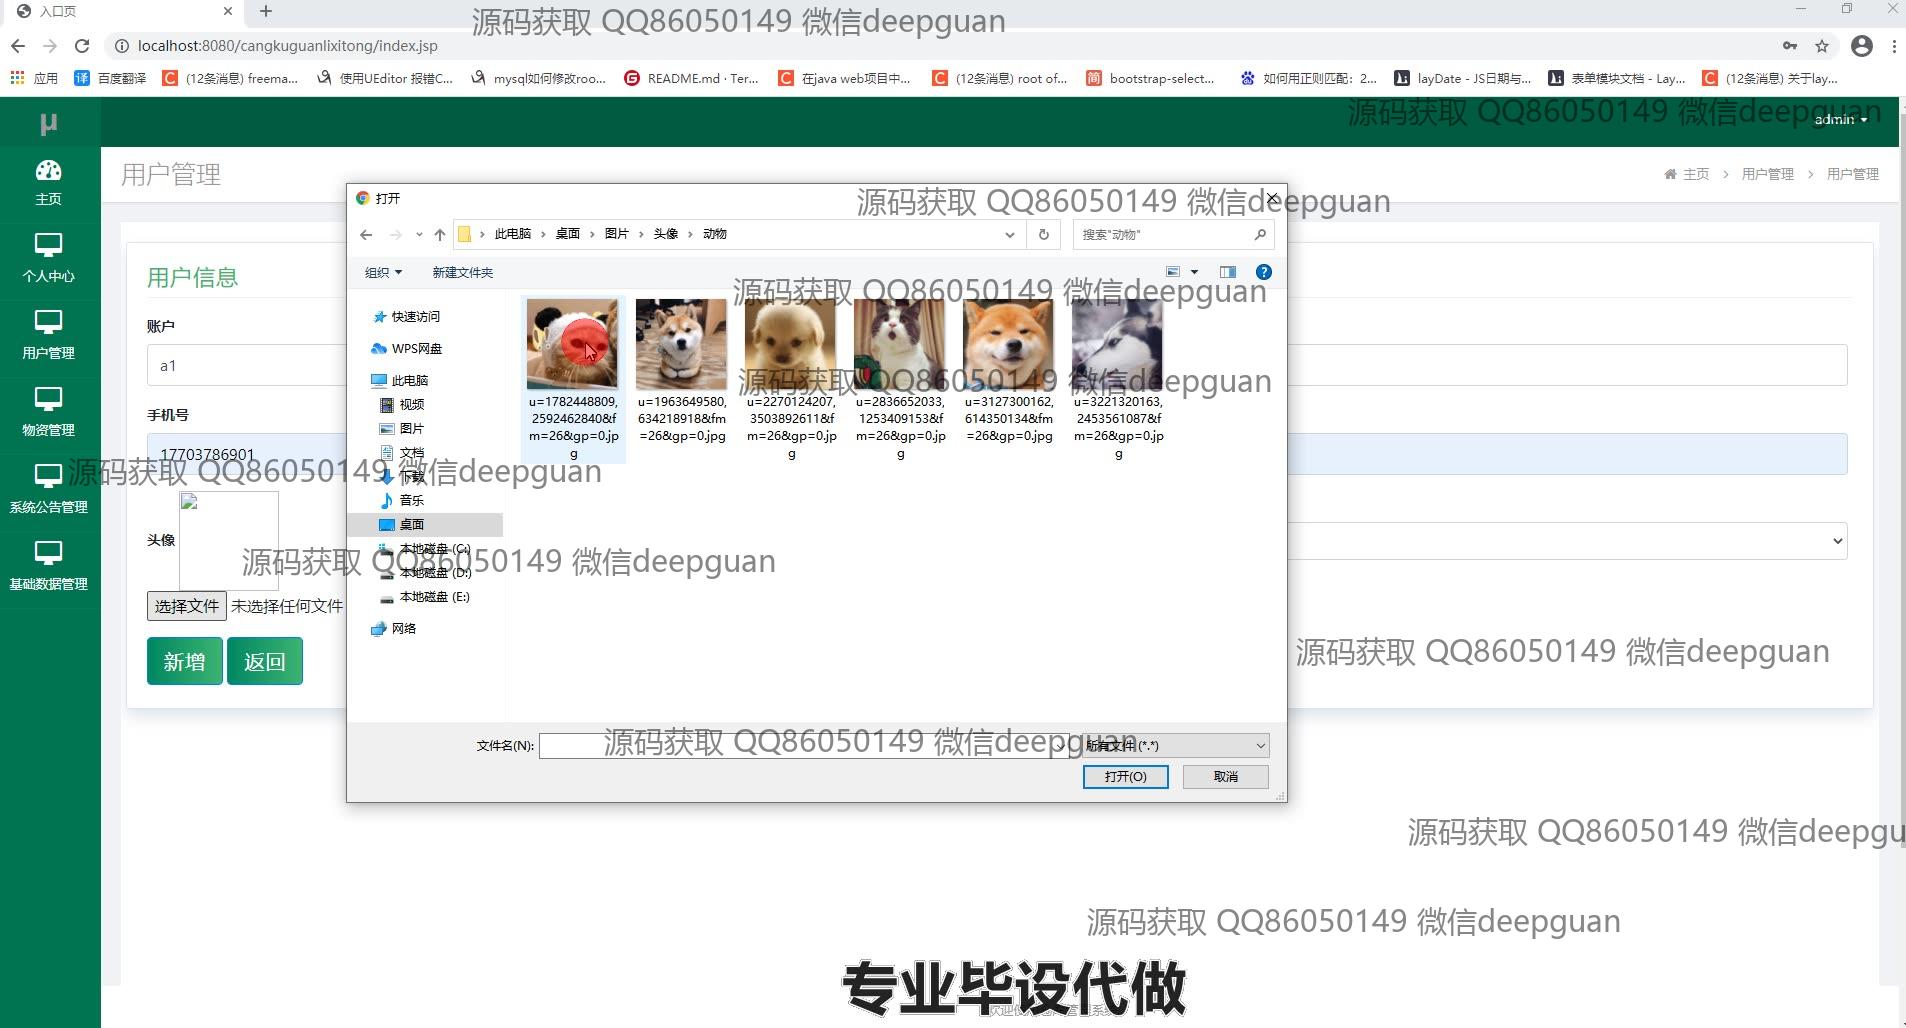 入口页
源码获取 QQ86050149 微信deepguan
localhost:8080/cangkuguanlixitong/index.jsp
应用 百度翻译 (12条消息) freema... 使用UEditor 报错C... mysql如何修改roo... README.md · Ter... 在java web项目中... (12条消息) root of... bootstrap-select... 如何用正则匹配：2... layDate - JS日期与... 表单模块文档 - Lay... (12条消息) 关于lay...
μ
源码获取 QQ86050149 微信deepguan
admin
主页
个人中心
用户管理
物资管理
系统公告管理
基础数据管理
用户管理
主页 > 用户管理 > 用户管理
用户信息
账户
a1
手机号
17703786901
头像
选择文件 未选择任何文件
新增 返回
打开
源码获取 QQ86050149 微信deepguan
此电脑 › 桌面 › 图片 › 头像 › 动物
搜索"动物"
组织 新建文件夹
源码获取 QQ86050149 微信deepguan
快速访问
WPS网盘
此电脑
视频
图片
文档
下载
音乐
桌面
本地磁盘 (C:)
本地磁盘 (D:)
本地磁盘 (E:)
网络
源码获取 QQ86050149 微信deepguan
u=1782448809,
2592462840&f
m=26&gp=0.jp
g
u=1963649580,
634218918&fm
=26&gp=0.jpg
u=2270124207,
3503892611&f
m=26&gp=0.jp
g
u=2836652033,
1253409153&f
m=26&gp=0.jp
g
u=3127300162,
614350134&fm
=26&gp=0.jpg
u=3221320163,
2453561087&f
m=26&gp=0.jp
g
源码获取 QQ86050149 微信deepguan
源码获取 QQ86050149 微信deepguan
源码获取 QQ86050149 微信deepguan
文件名(N):
源码获取 QQ86050149 微信deepguan
所有文件 (*.*)
打开(O) 取消
源码获取 QQ86050149 微信deepgu
源码获取 QQ86050149 微信deepguan
专业毕设代做